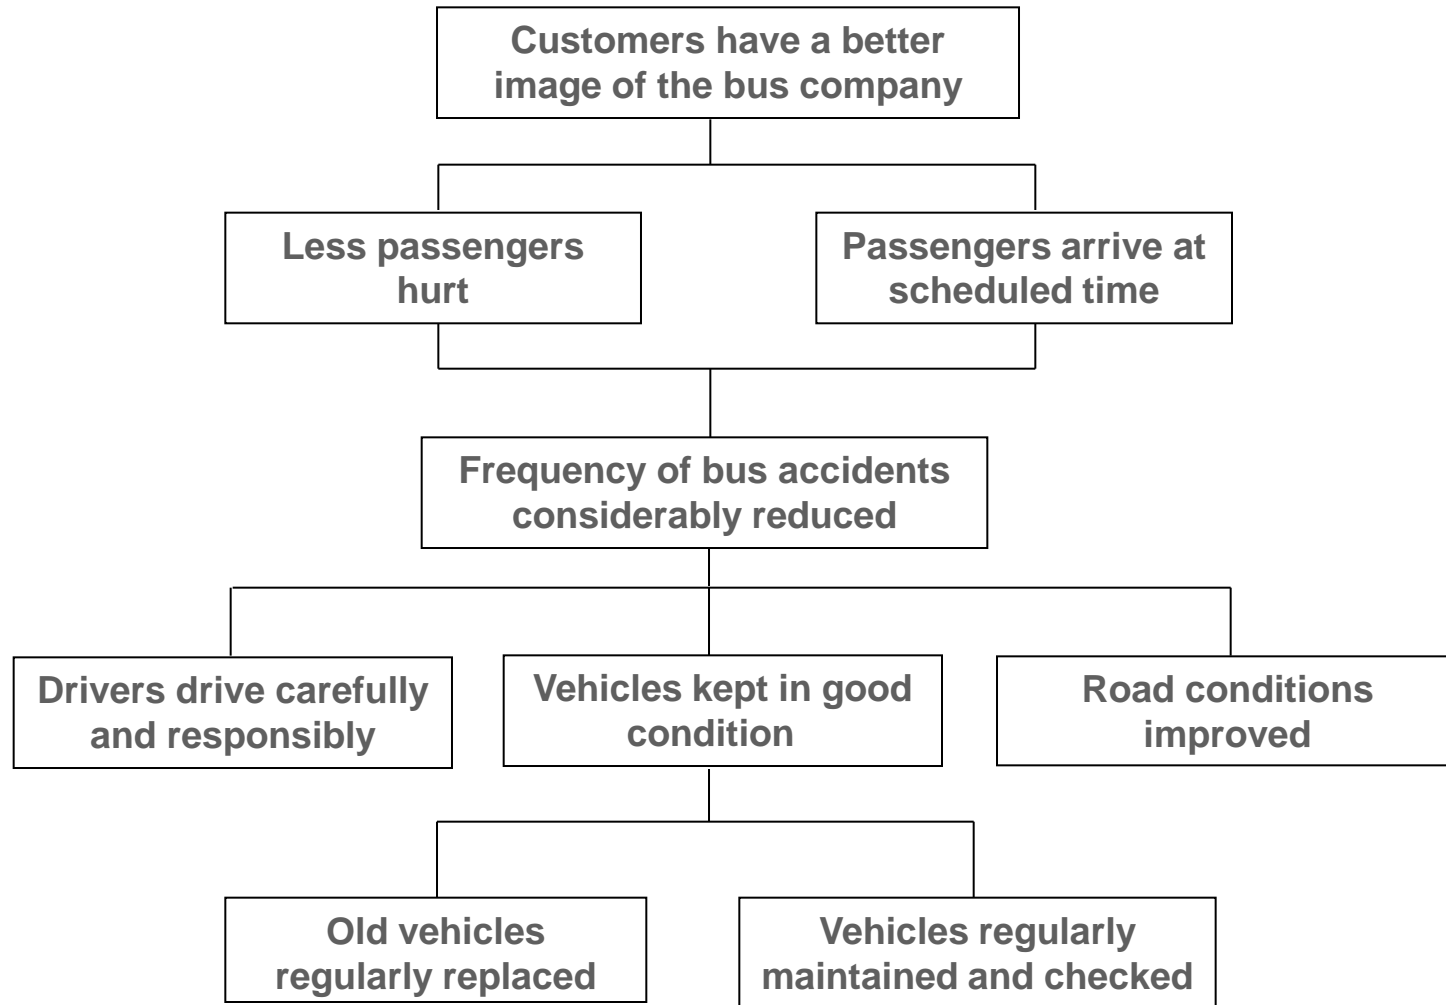 Customers have a better
image of the bus company
Less passengers
hurt
Passengers arrive at
scheduled time
Frequency of bus accidents
considerably reduced
Drivers drive carefully
and responsibly
Vehicles kept in good
condition
Road conditions
improved
Old vehicles
regularly replaced
Vehicles regularly
maintained and checked